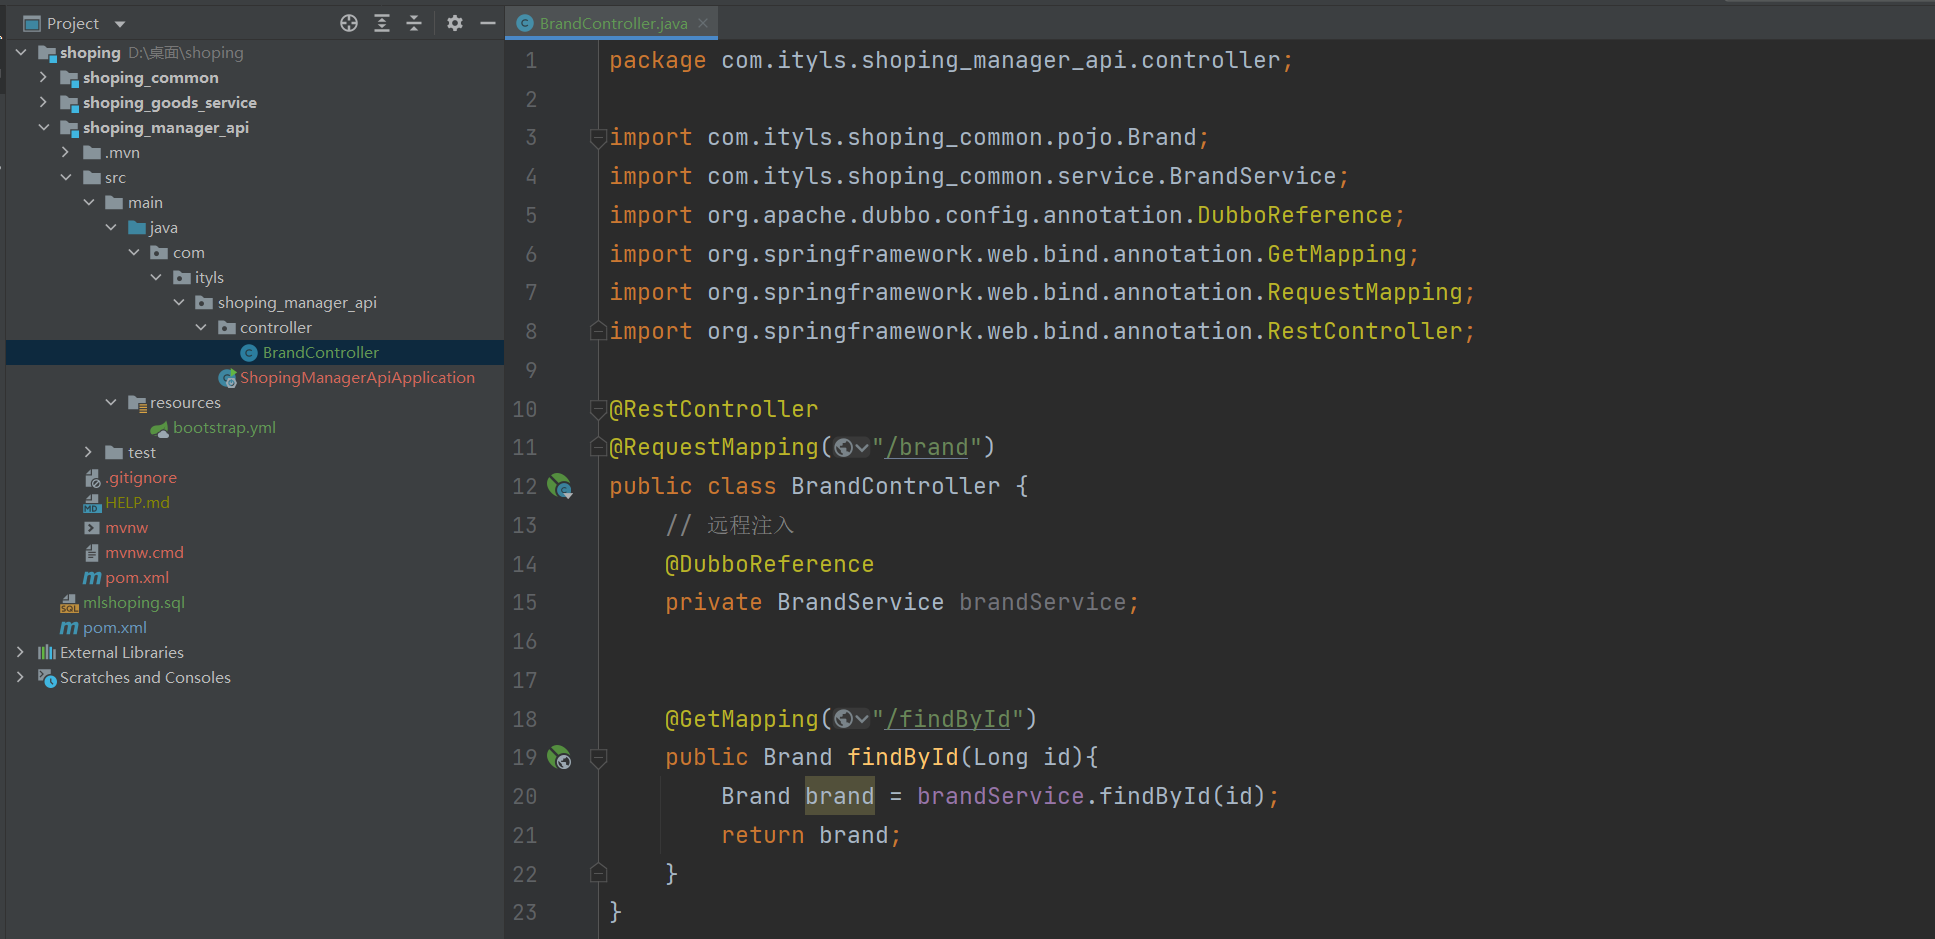 Project
shoping D:\桌面\shoping
shoping_common
shoping_goods_service
shoping_manager_api
.mvn
src
main
java
com
ityls
shoping_manager_api
controller
BrandController
ShopingManagerApiApplication
resources
bootstrap.yml
test
.gitignore
HELP.md
mvnw
mvnw.cmd
pom.xml
mlshoping.sql
pom.xml
External Libraries
Scratches and Consoles
BrandController.java
1 package com.ityls.shoping_manager_api.controller;
2
3 import com.ityls.shoping_common.pojo.Brand;
4 import com.ityls.shoping_common.service.BrandService;
5 import org.apache.dubbo.config.annotation.DubboReference;
6 import org.springframework.web.bind.annotation.GetMapping;
7 import org.springframework.web.bind.annotation.RequestMapping;
8 import org.springframework.web.bind.annotation.RestController;
9
10 @RestController
11 @RequestMapping("/brand")
12 public class BrandController {
13 // 远程注入
14 @DubboReference
15 private BrandService brandService;
16
17
18 @GetMapping("/findById")
19 public Brand findById(Long id){
20 Brand brand = brandService.findById(id);
21 return brand;
22 }
23 }